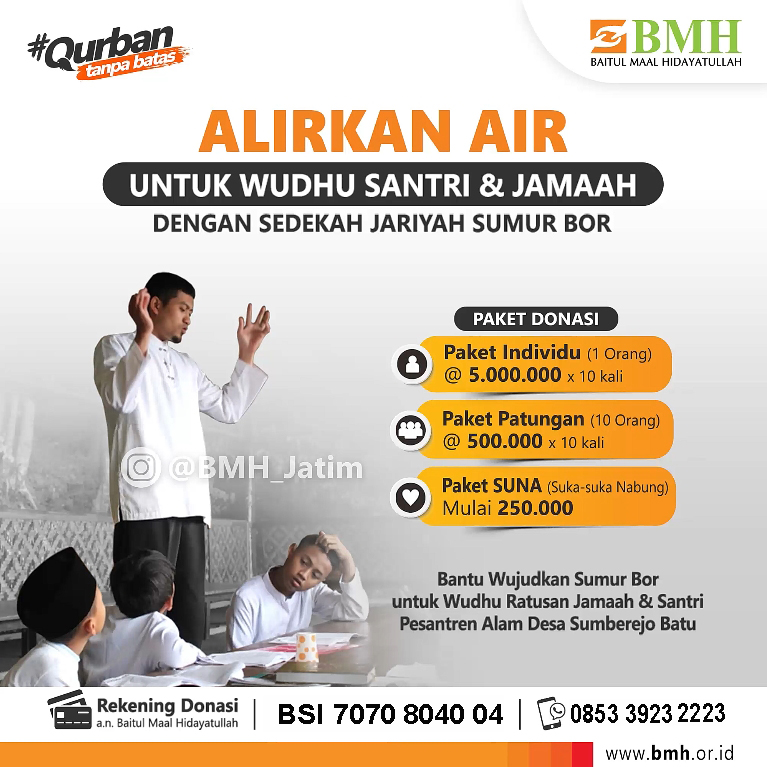 #Qurban
tanpa batas
BMH
BAITUL MAAL HIDAYATULLAH
ALIRKAN AIR
UNTUK WUDHU SANTRI & JAMAAH
DENGAN SEDEKAH JARIYAH SUMUR BOR
PAKET DONASI
Paket Individu (1 Orang)
@ 5.000.000 x 10 kali
Paket Patungan (10 Orang)
@ 500.000 x 10 kali
Paket SUNA (Suka-suka Nabung)
Mulai 250.000
@BMH_Jatim
Bantu Wujudkan Sumur Bor
untuk Wudhu Ratusan Jamaah & Santri
Pesantren Alam Desa Sumberejo Batu
Rekening Donasi
a.n. Baitul Maal Hidayatullah
BSI 7070 8040 04
0853 3923 2223
www.bmh.or.id